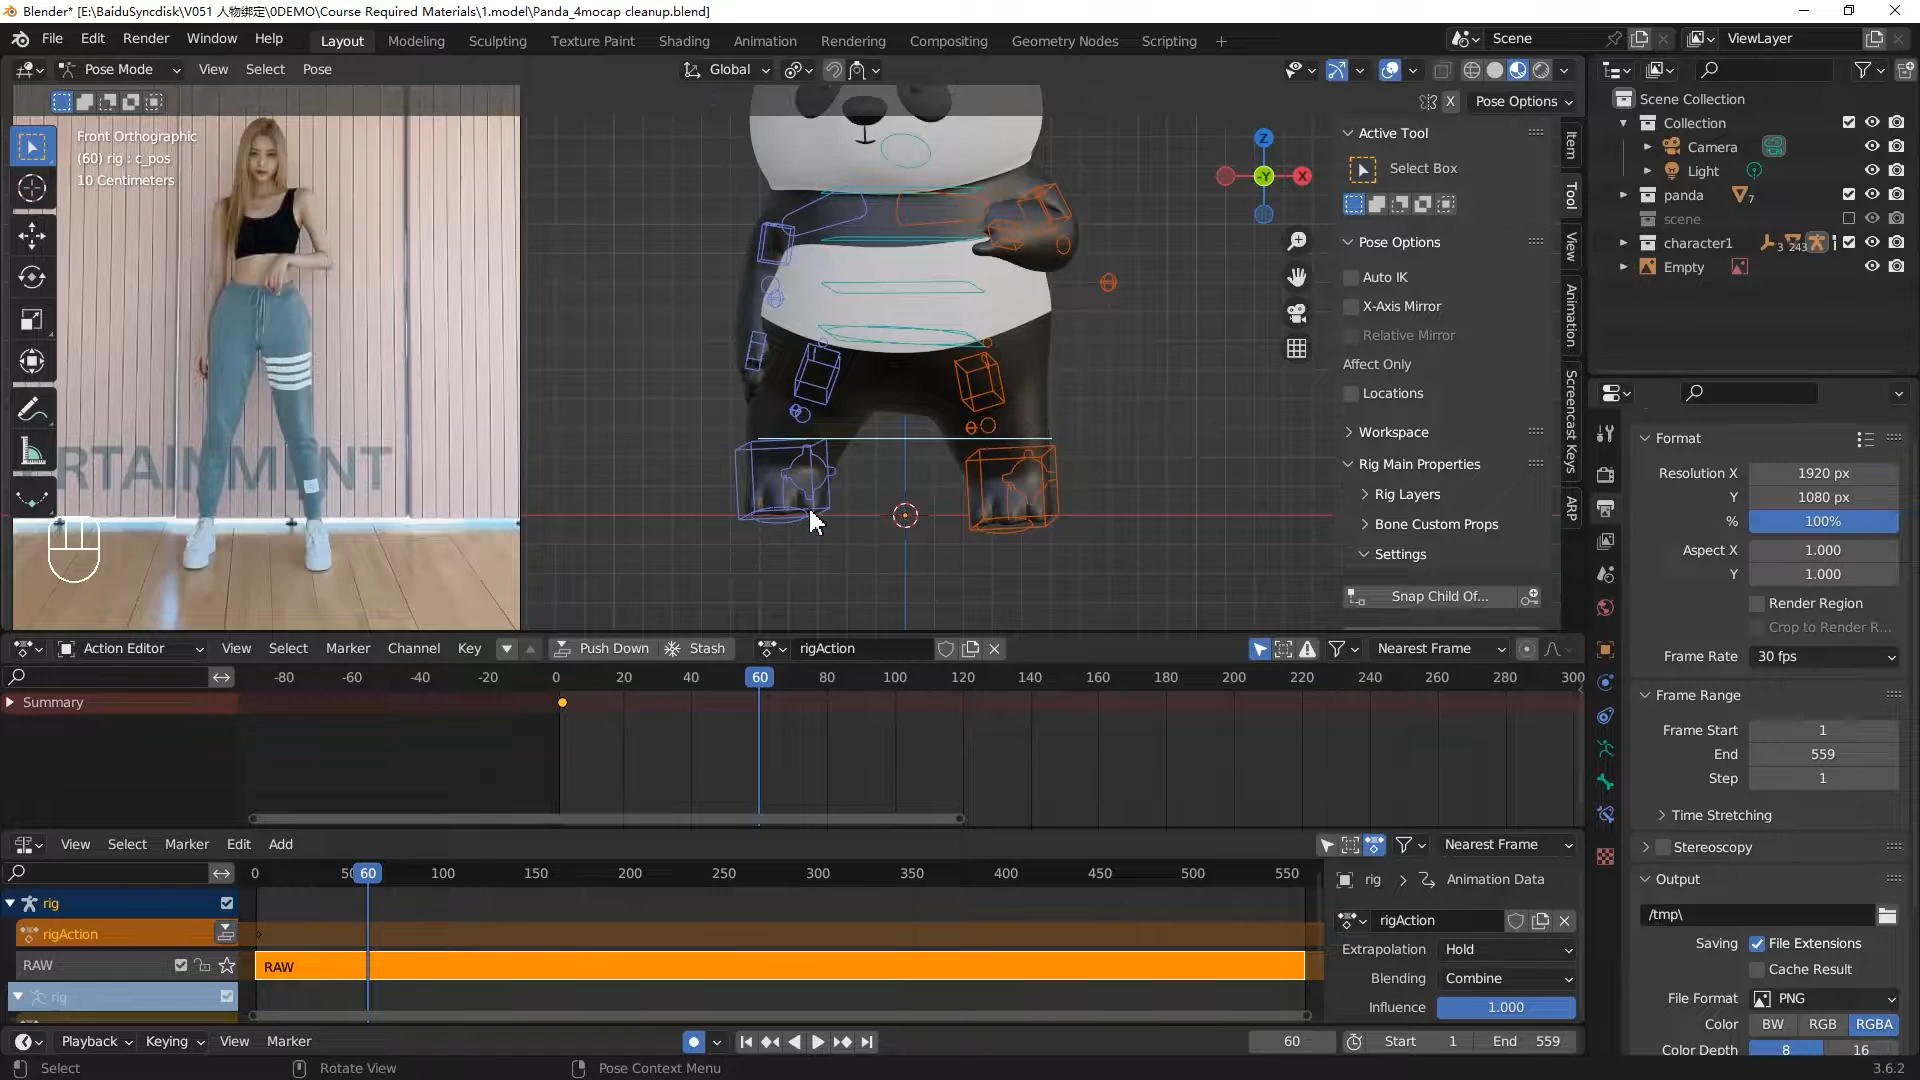 Blender* [E:\BaiduSyncdisk\V051 人物绑定\0DEMO\Course Required Materials\1.model\Panda_4mocap cleanup.blend]
File Edit Render Window Help Layout Modeling Sculpting Texture Paint Shading Animation Rendering Compositing Geometry Nodes Scripting + Scene ViewLayer
Pose Mode View Select Pose Global
X Pose Options
Front Orthographic
(60) rig : c_pos
10 Centimeters
RTAINMENT
Z
-Y
X
Active Tool
Select Box
Pose Options
Auto IK
X-Axis Mirror
Relative Mirror
Affect Only
Locations
Workspace
Rig Main Properties
Rig Layers
Bone Custom Props
Settings
Snap Child Of...
Item
Tool
View
Animation
Screencast Keys
ARP
Scene Collection
Collection
Camera
Light
panda 7
scene
character1 3 243
Empty
Format
Resolution X 1920 px
Y 1080 px
% 100%
Aspect X 1.000
Y 1.000
Render Region
Crop to Render R...
Frame Rate 30 fps
Frame Range
Frame Start 1
End 559
Step 1
Time Stretching
Stereoscopy
Output
/tmp\
Saving File Extensions
Cache Result
File Format PNG
Color BW RGB RGBA
Color Depth 8 16
Action Editor View Select Marker Channel Key Push Down Stash rigAction Nearest Frame
-80 -60 -40 -20 0 20 40 60 80 100 120 140 160 180 200 220 240 260 280 300
Summary
View Select Marker Edit Add Nearest Frame
0 50 60 100 150 200 250 300 350 400 450 500 550
rig
rigAction
RAW
RAW
rig
rig Animation Data
rigAction
Extrapolation Hold
Blending Combine
Influence 1.000
Playback Keying View Marker 60 Start 1 End 559
Select Rotate View Pose Context Menu 3.6.2